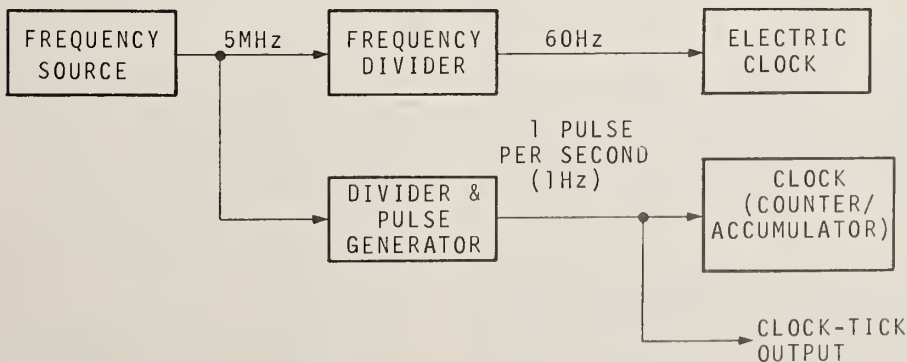 FREQUENCY
SOURCE
5MHz
FREQUENCY
DIVIDER
60Hz
ELECTRIC
CLOCK
1 PULSE
PER SECOND
(1Hz)
DIVIDER &
PULSE
GENERATOR
CLOCK
(COUNTER/
ACCUMULATOR)
CLOCK-TICK
OUTPUT